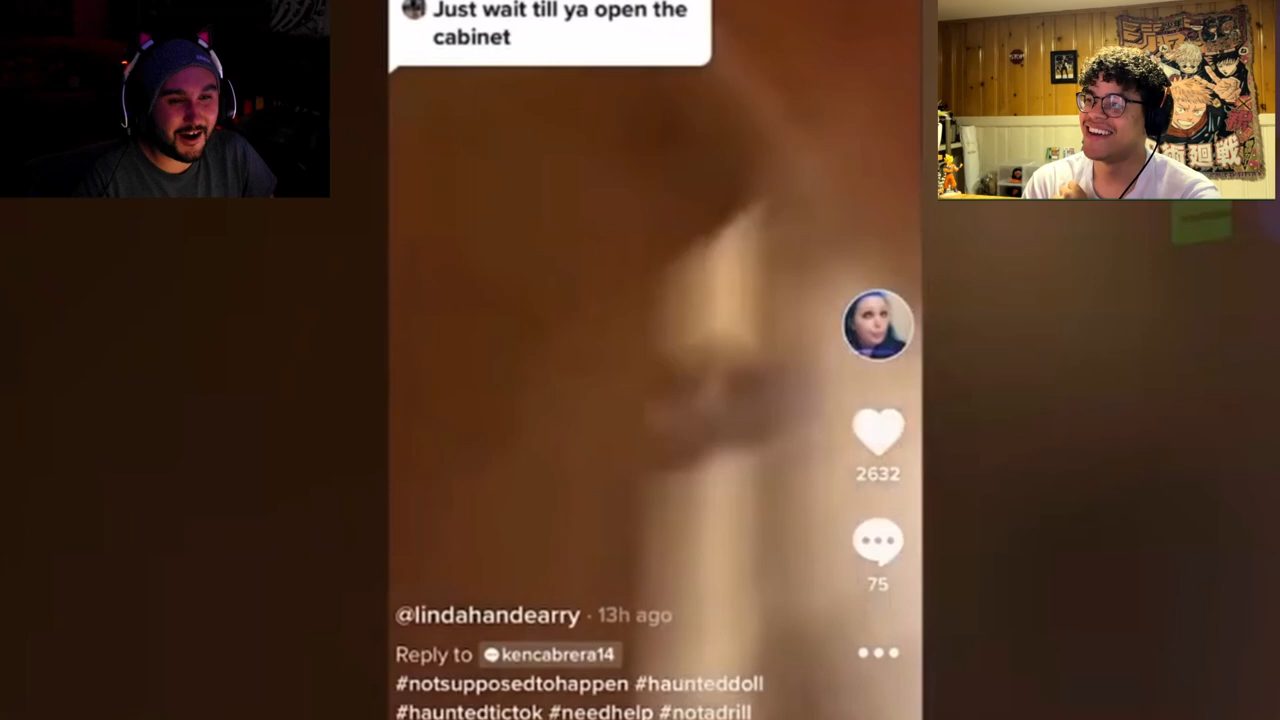 Just wait till ya open the
cabinet
2632
75
@lindahandearry · 13h ago
Reply to kencabrera14
#notsupposedtohappen #haunteddoll
#hauntedtictok #needhelp #notadrill